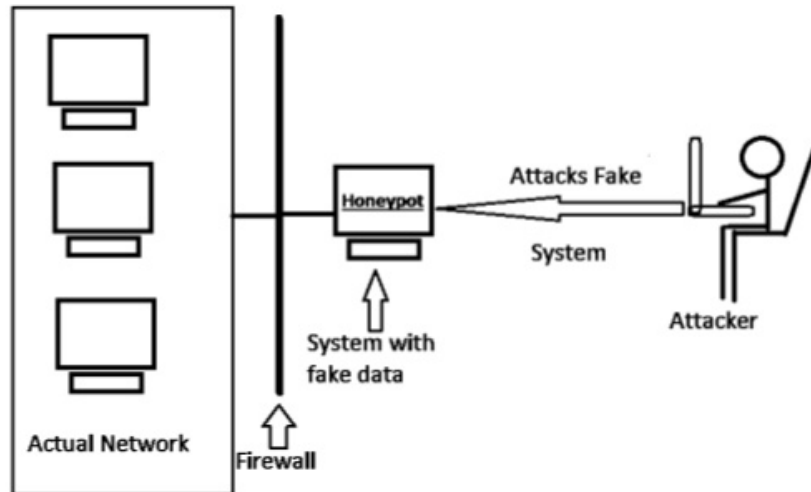 Honeypot
Attacks Fake
System
Attacker
System with
fake data
Actual Network
Firewall